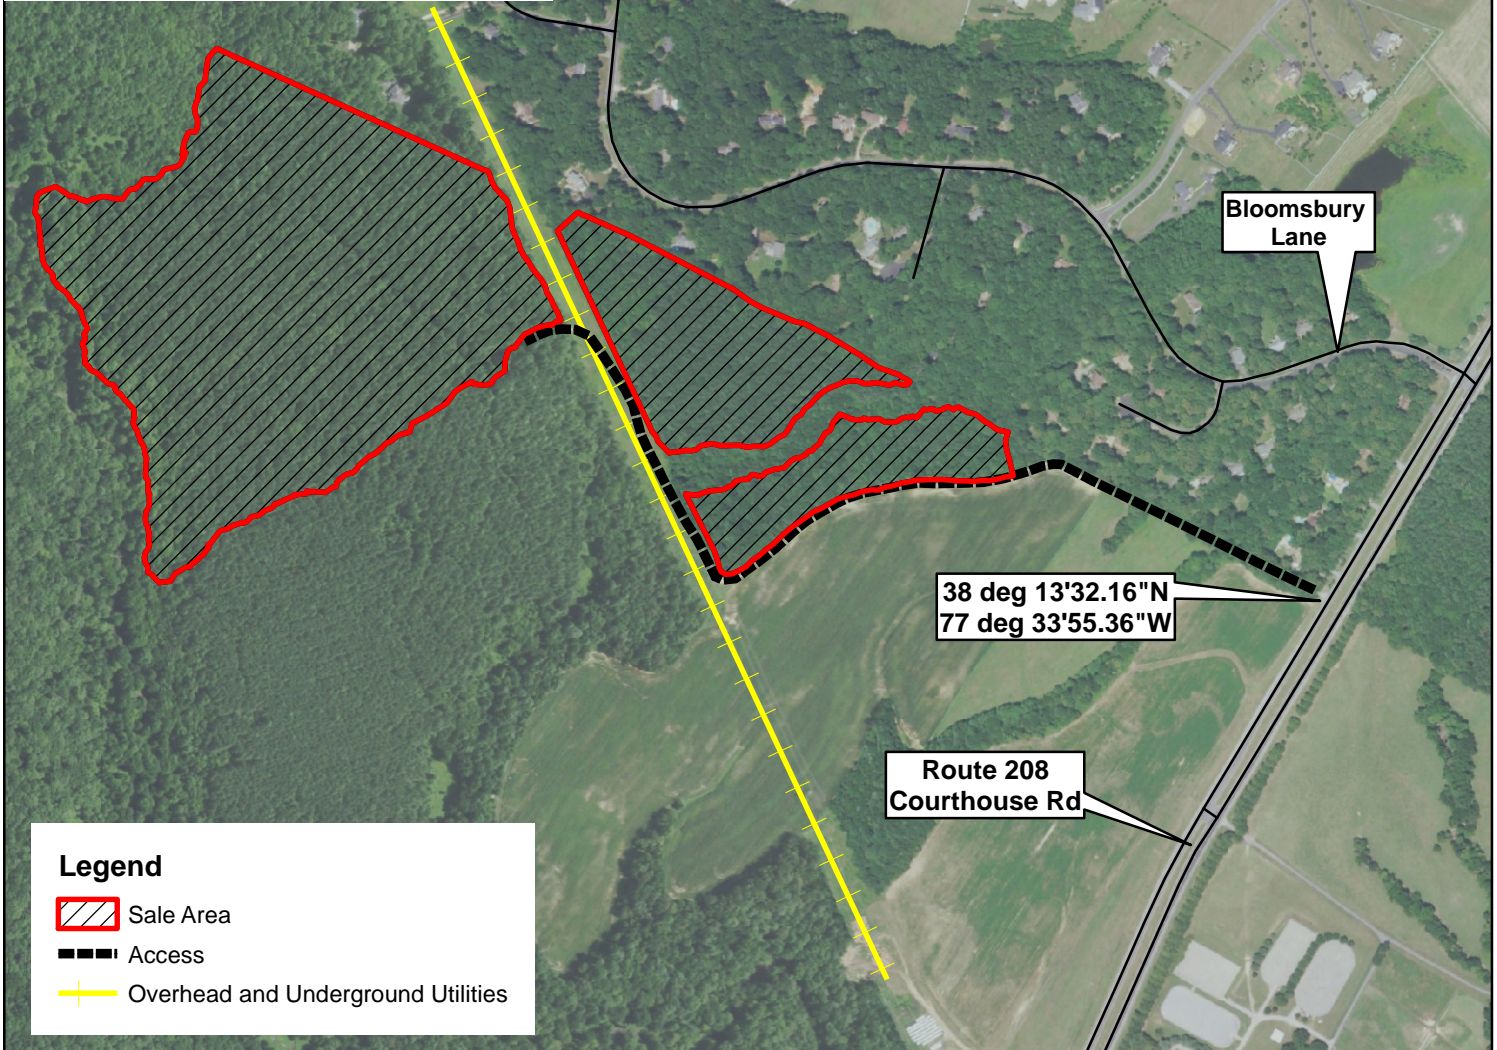 Bloomsbury
Lane
38 deg 13'32.16"N
77 deg 33'55.36"W
Route 208
Courthouse Rd
Legend
Sale Area
Access
Overhead and Underground Utilities